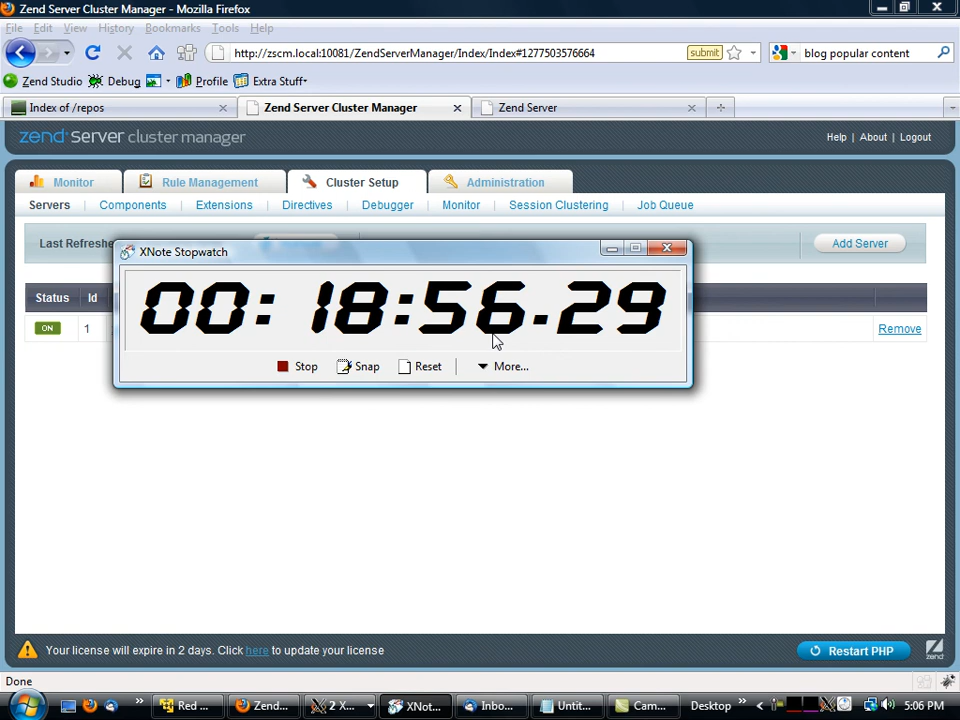 Zend Server Cluster Manager - Mozilla Firefox
File Edit View History Bookmarks Tools Help
http://zscm.local:10081/ZendServerManager/Index/Index#1277503576664 submit blog popular content
Zend Studio Debug Profile Extra Stuff
Index of /repos Zend Server Cluster Manager Zend Server
zend server cluster manager Help | About | Logout
Monitor Rule Management Cluster Setup Administration
Servers | Components | Extensions | Directives | Debugger | Monitor | Session Clustering | Job Queue
Last Refreshe Add Server
XNote Stopwatch
Status Id
00:18:56.29
ON 1 Remove
Stop Snap Reset More...
Your license will expire in 2 days. Click here to update your license Restart PHP
zend
Done
Red ... Zend... 2 X... XNot... Inbo... Untit... Cam... Desktop 5:06 PM